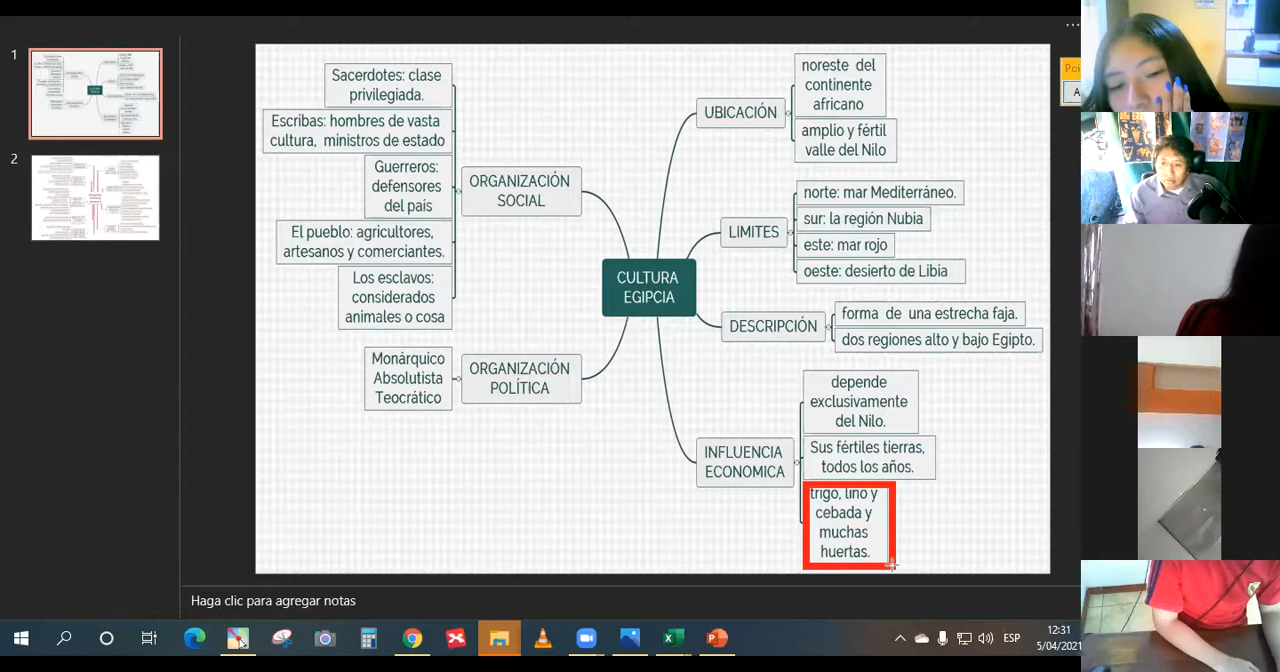 1
2
Sacerdotes: clase
privilegiada.
Escribas: hombres de vasta
cultura, ministros de estado
Guerreros:
defensores
del país
El pueblo: agricultores,
artesanos y comerciantes.
Los esclavos:
considerados
animales o cosa
ORGANIZACIÓN
SOCIAL
Monárquico
Absolutista
Teocrático
ORGANIZACIÓN
POLÍTICA
CULTURA
EGIPCIA
UBICACIÓN
noreste del
continente
africano
amplio y fértil
valle del Nilo
LIMITES
norte: mar Mediterráneo.
sur: la región Nubia
este: mar rojo
oeste: desierto de Libia
DESCRIPCIÓN
forma de una estrecha faja.
dos regiones alto y bajo Egipto.
INFLUENCIA
ECONOMICA
depende
exclusivamente
del Nilo.
Sus fértiles tierras,
todos los años.
trigo, lino y
cebada y
muchas
huertas.
Haga clic para agregar notas
ESP
12:31
5/04/2021